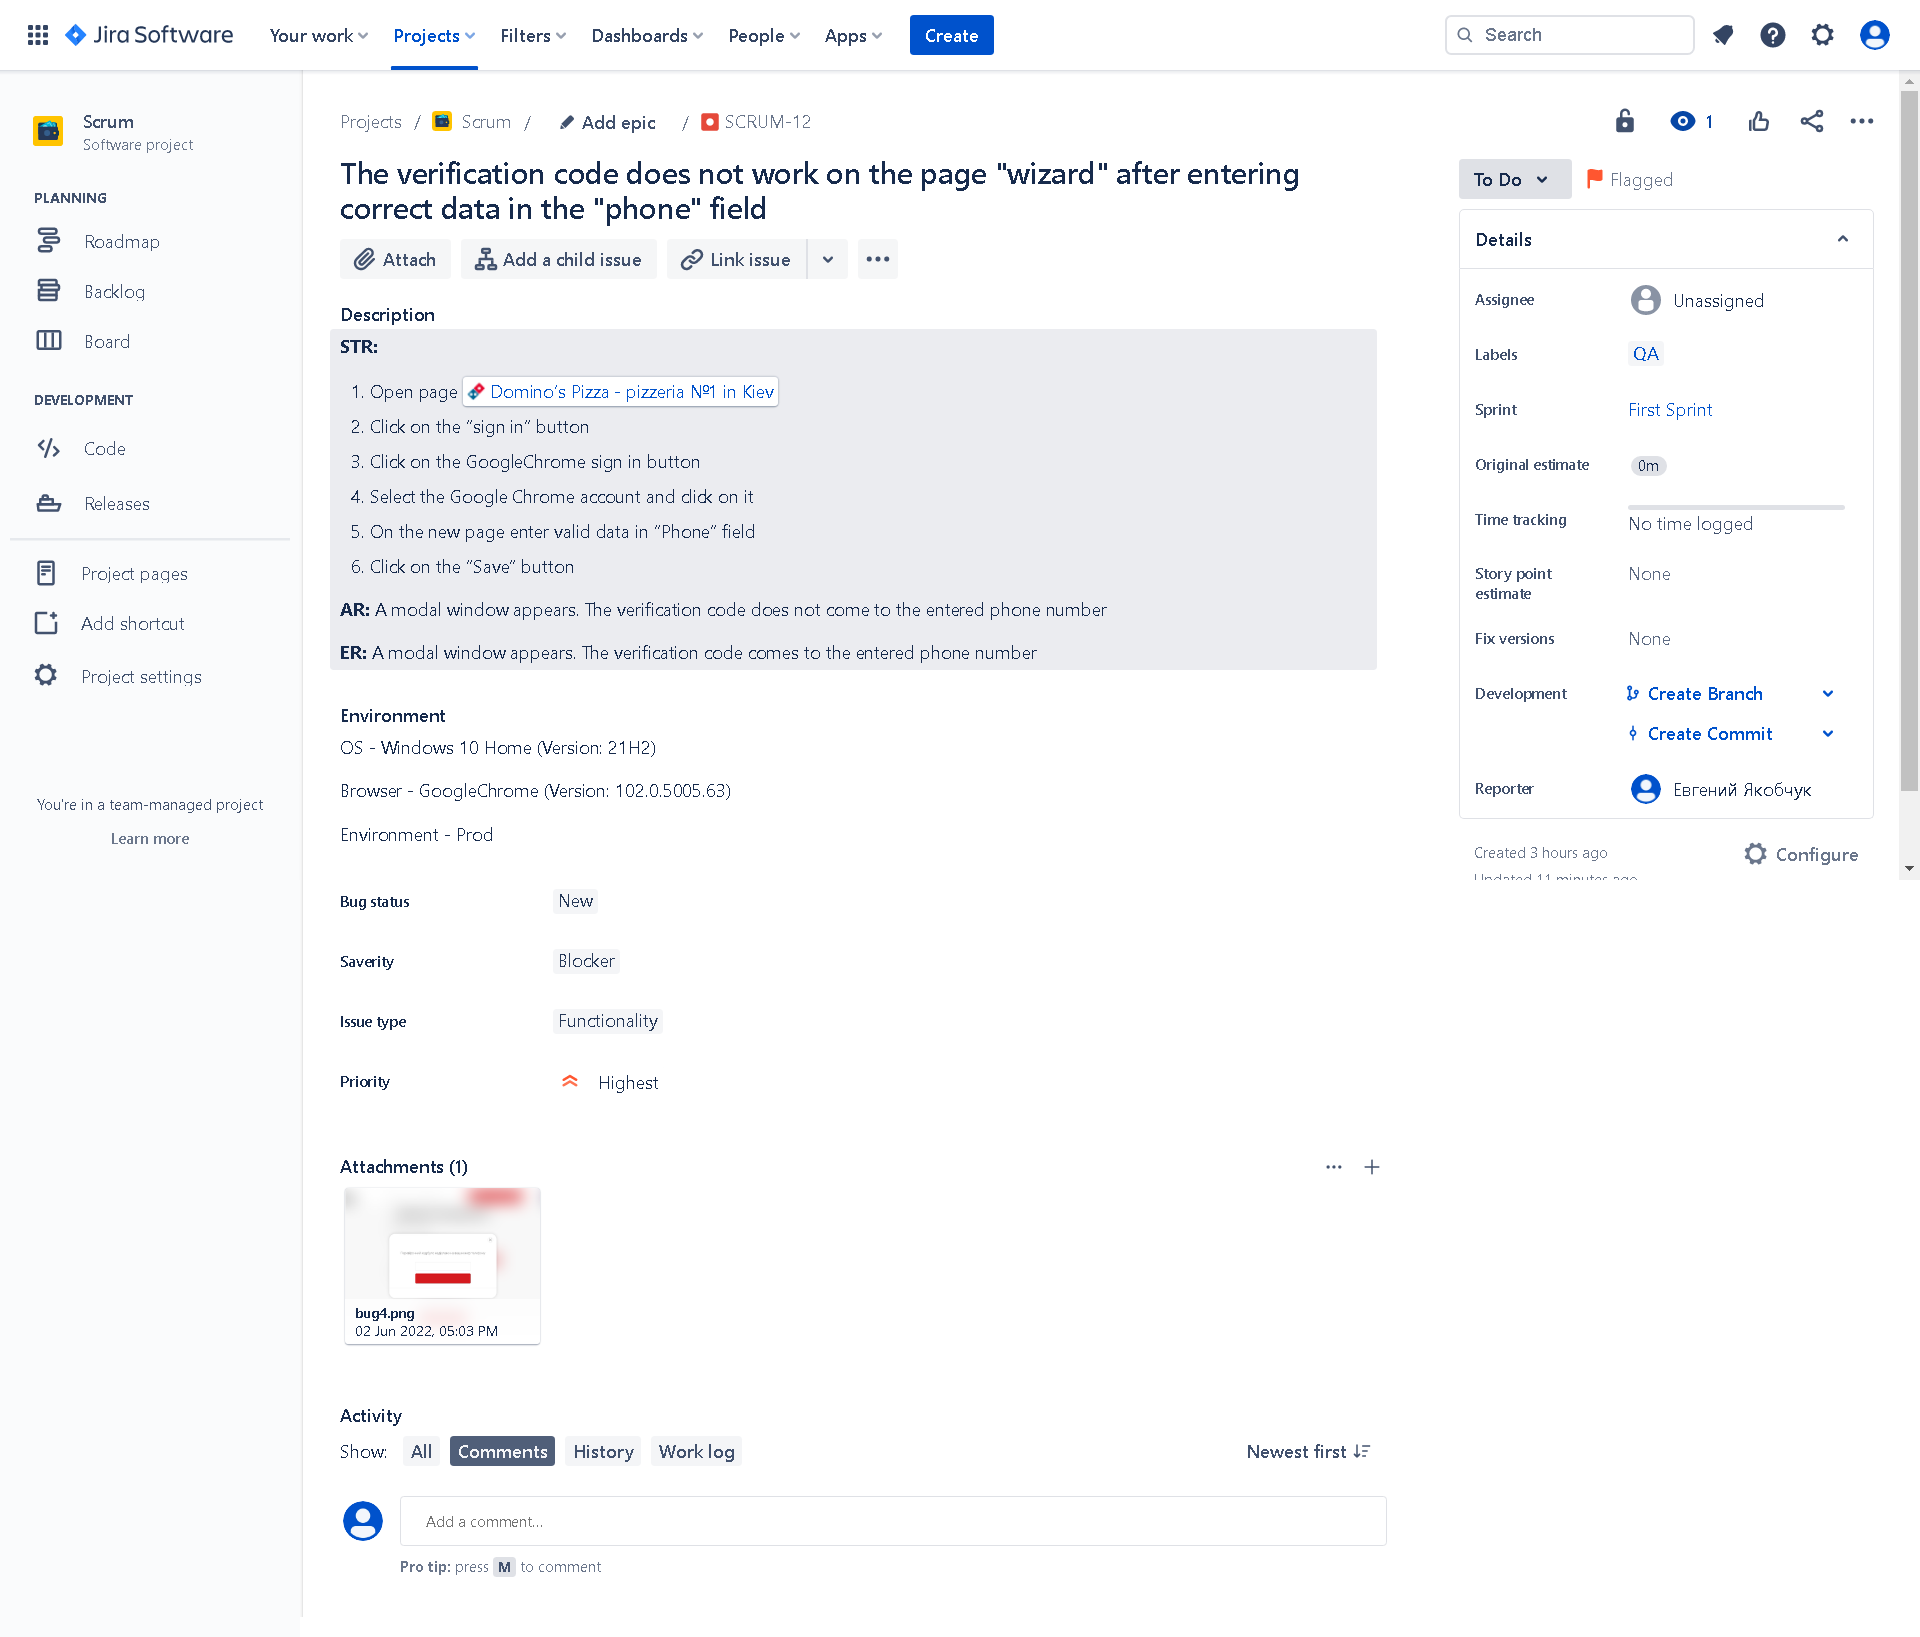 Jira Software
Your work
Projects
Filters
Dashboards
People
Apps
Create
Search
Scrum
Software project
PLANNING
Roadmap
Backlog
Board
DEVELOPMENT
Code
Releases
Project pages
Add shortcut
Project settings
You're in a team-managed project
Learn more
Projects / Scrum / Add epic / SCRUM-12
1
The verification code does not work on the page "wizard" after entering
correct data in the "phone" field
Attach
Add a child issue
Link issue
Description
STR:
1. Open page Domino’s Pizza - pizzeria №1 in Kiev
2. Click on the “sign in” button
3. Click on the GoogleChrome sign in button
4. Select the Google Chrome account and click on it
5. On the new page enter valid data in “Phone” field
6. Click on the “Save” button
AR: A modal window appears. The verification code does not come to the entered phone number
ER: A modal window appears. The verification code comes to the entered phone number
Environment
OS - Windows 10 Home (Version: 21H2)
Browser - GoogleChrome (Version: 102.0.5005.63)
Environment - Prod
Bug status New
Saverity Blocker
Issue type Functionality
Priority Highest
Attachments (1)
bug4.png
02 Jun 2022, 05:03 PM
Activity
Show: All Comments History Work log
Newest first
Add a comment...
Pro tip: press M to comment
To Do
Flagged
Details
Assignee Unassigned
Labels QA
Sprint First Sprint
Original estimate 0m
Time tracking No time logged
Story point
estimate
None
Fix versions None
Development Create Branch
Create Commit
Reporter Евгений Якобчук
Created 3 hours ago
Configure
Updated 11 minutes ago